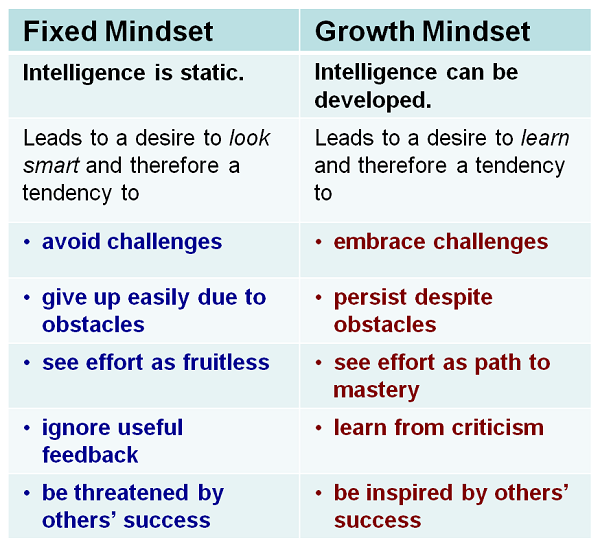 Fixed Mindset
Growth Mindset
Intelligence is static.
Intelligence can be
developed.
Leads to a desire to look
smart and therefore a
tendency to
Leads to a desire to learn
and therefore a tendency
to
• avoid challenges
• embrace challenges
• give up easily due to
obstacles
• persist despite
obstacles
• see effort as fruitless
• see effort as path to
mastery
• ignore useful
feedback
• learn from criticism
• be threatened by
others’ success
• be inspired by others’
success